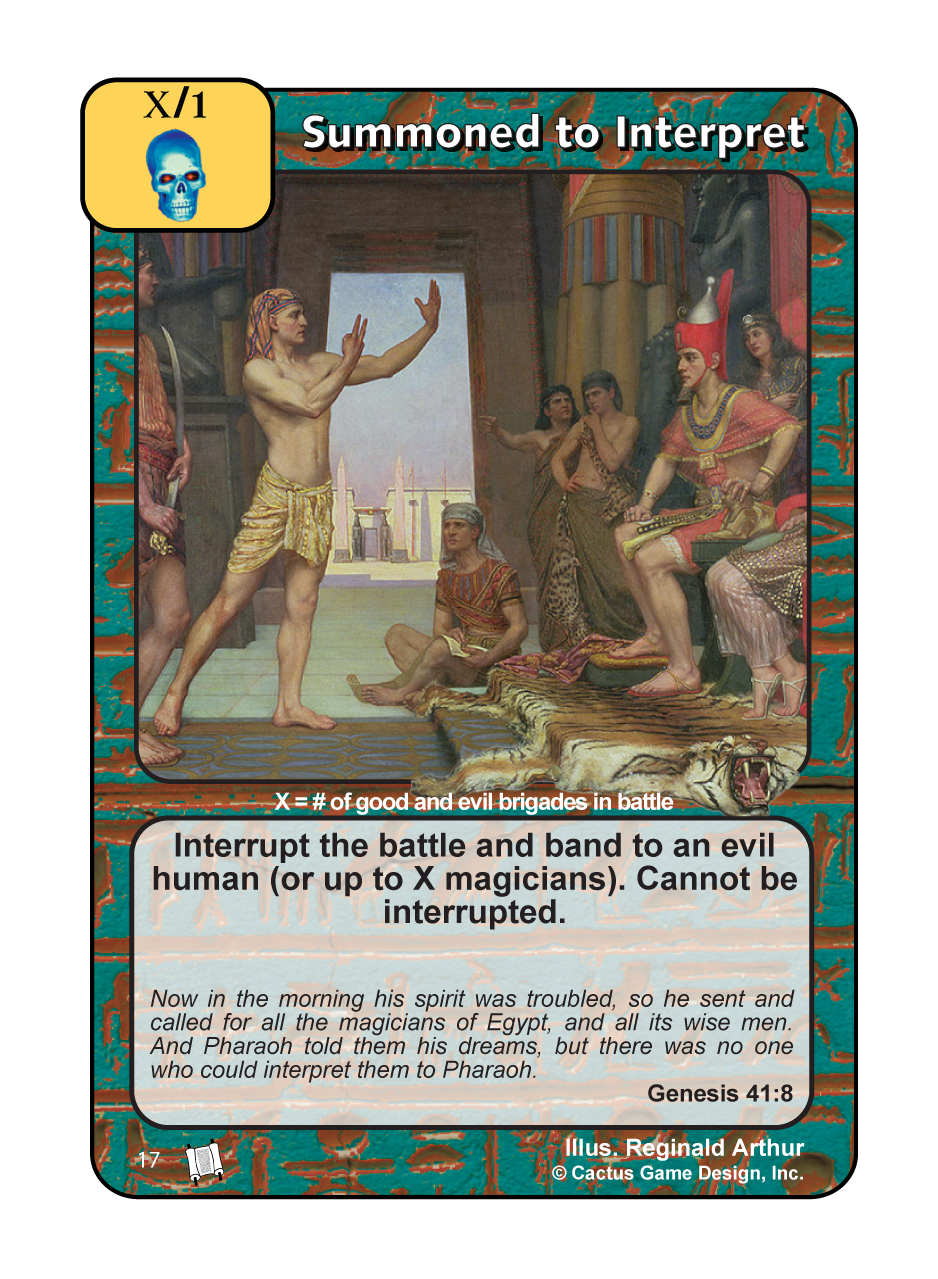 X/1
Summoned to Interpret
X = # of good and evil brigades in battle
Interrupt the battle and band to an evil
human (or up to X magicians). Cannot be
interrupted.
Now in the morning his spirit was troubled, so he sent and
called for all the magicians of Egypt, and all its wise men.
And Pharaoh told them his dreams, but there was no one
who could interpret them to Pharaoh.
Genesis 41:8
17
Illus. Reginald Arthur
© Cactus Game Design, Inc.